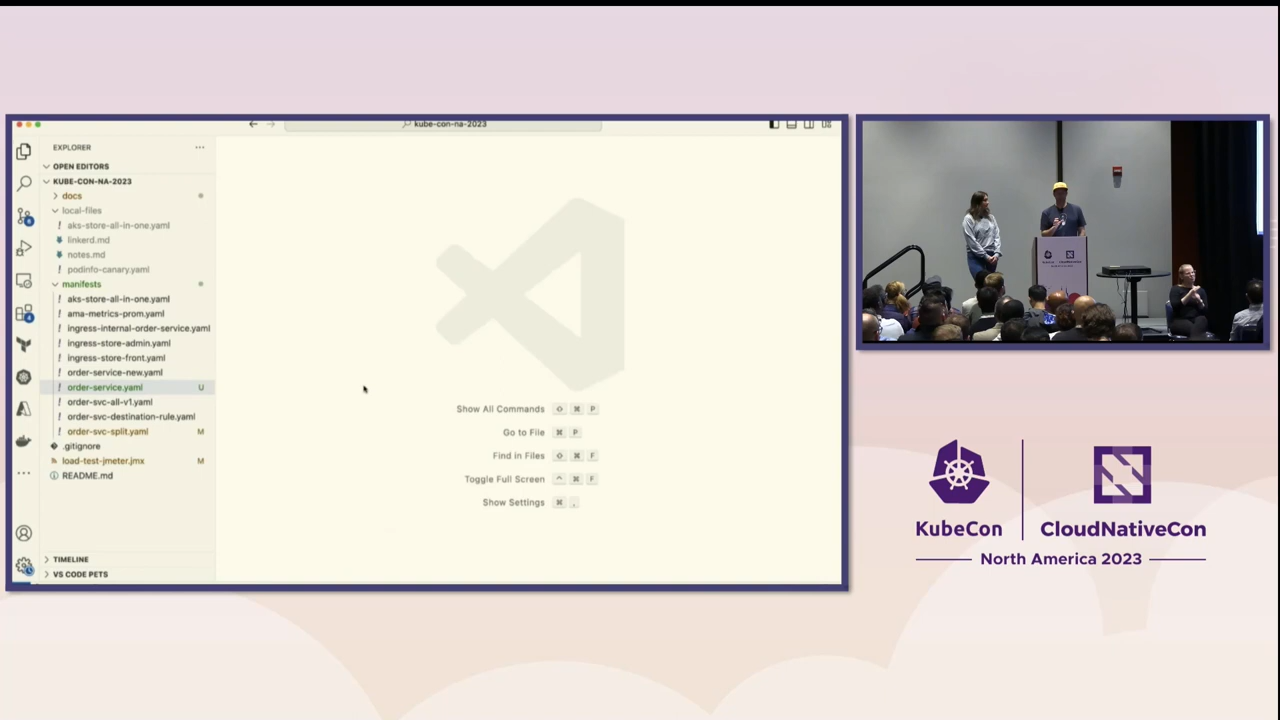 kube-con-na-2023
EXPLORER
OPEN EDITORS
KUBE-CON-NA-2023
docs
local-files
aks-store-all-in-one.yaml
linkerd.md
notes.md
podinfo-canary.yaml
manifests
aks-store-all-in-one.yaml
ama-metrics-prom.yaml
ingress-internal-order-service.yaml
ingress-store-admin.yaml
ingress-store-front.yaml
order-service-new.yaml
order-service.yaml U
order-svc-all-v1.yaml
order-svc-destination-rule.yaml
order-svc-split.yaml M
.gitignore
load-test-jmeter.jmx M
README.md
TIMELINE
VS CODE PETS
Show All Commands ⇧ ⌘ P
Go to File ⌘ P
Find in Files ⇧ ⌘ F
Toggle Full Screen ^ ⌘ F
Show Settings ⌘ ,
KubeCon
CloudNativeCon
North America 2023